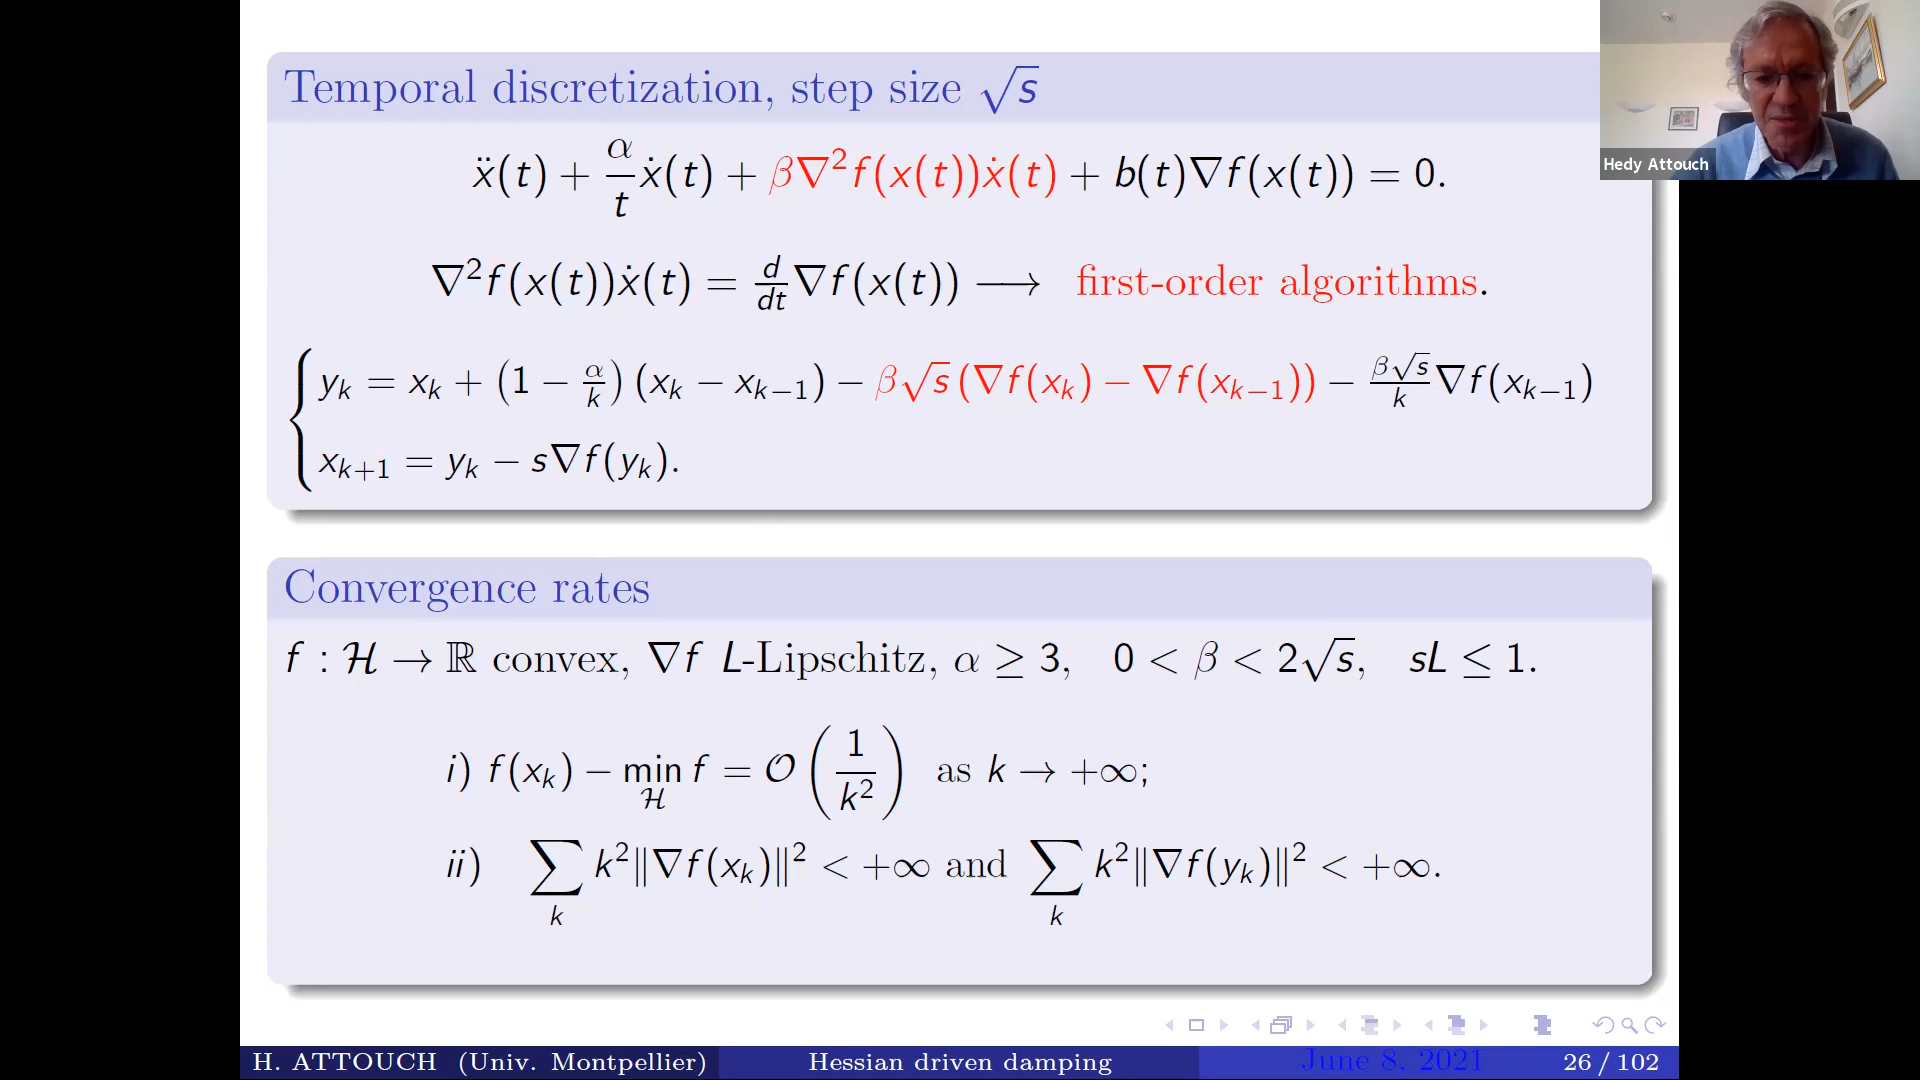 Temporal discretization, step size √s
ẍ(t) + α/t ẋ(t) + β∇²f(x(t))ẋ(t) + b(t)∇f(x(t)) = 0.
∇²f(x(t))ẋ(t) = d/dt ∇f(x(t)) ⟶ first-order algorithms.
y_k = x_k + (1 − α/k)(x_k − x_{k−1}) − β√s(∇f(x_k) − ∇f(x_{k−1})) − β√s/k ∇f(x_{k−1})
x_{k+1} = y_k − s∇f(y_k).
Convergence rates
f : ℋ → ℝ convex, ∇f L-Lipschitz, α ≥ 3, 0 < β < 2√s, sL ≤ 1.
i) f(x_k) − min_ℋ f = 𝒪(1/k²) as k → +∞;
ii) ∑_k k²‖∇f(x_k)‖² < +∞ and ∑_k k²‖∇f(y_k)‖² < +∞.
Hedy Attouch
H. ATTOUCH (Univ. Montpellier) Hessian driven damping June 8, 2021 26 / 102